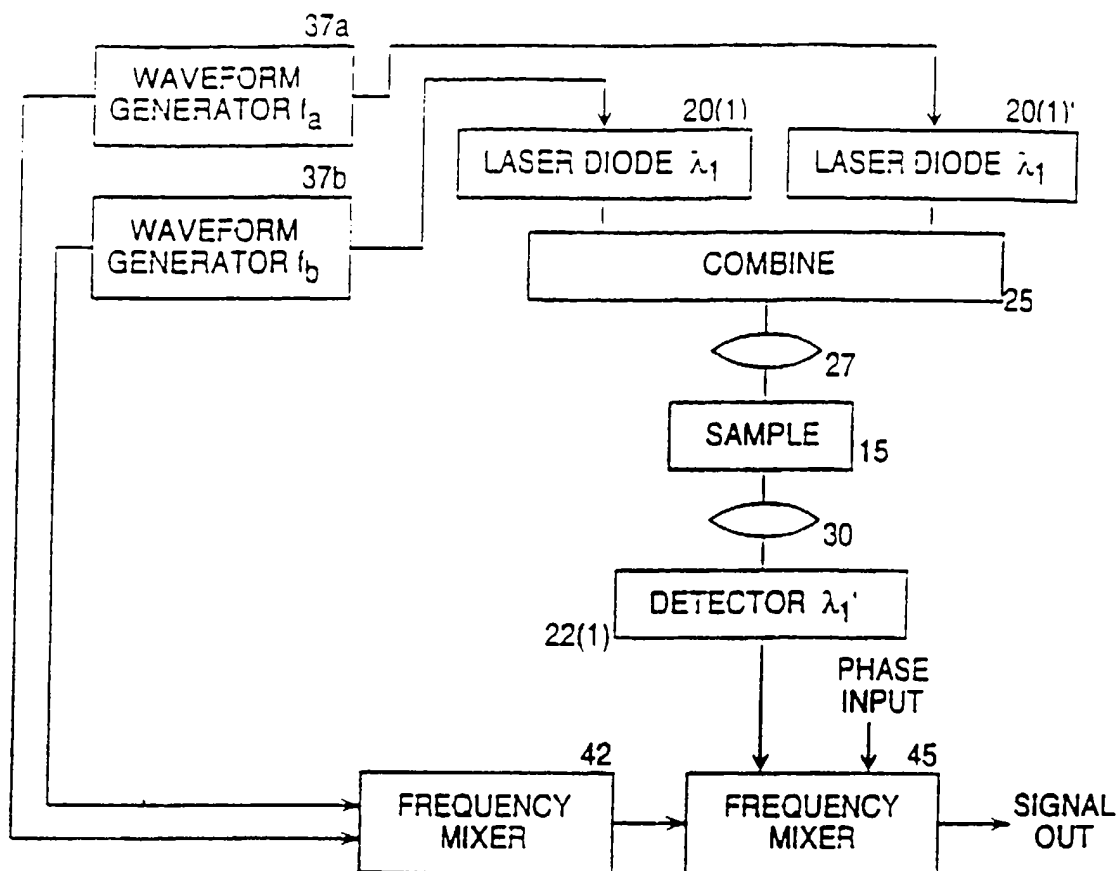 37a
WAVEFORM
GENERATOR fa
37b
WAVEFORM
GENERATOR fb
20(1)
LASER DIODE λ1
20(1)'
LASER DIODE λ1
COMBINE
25
27
SAMPLE
15
30
DETECTOR λ1'
22(1)
PHASE
INPUT
42
FREQUENCY
MIXER
45
FREQUENCY
MIXER
SIGNAL
OUT